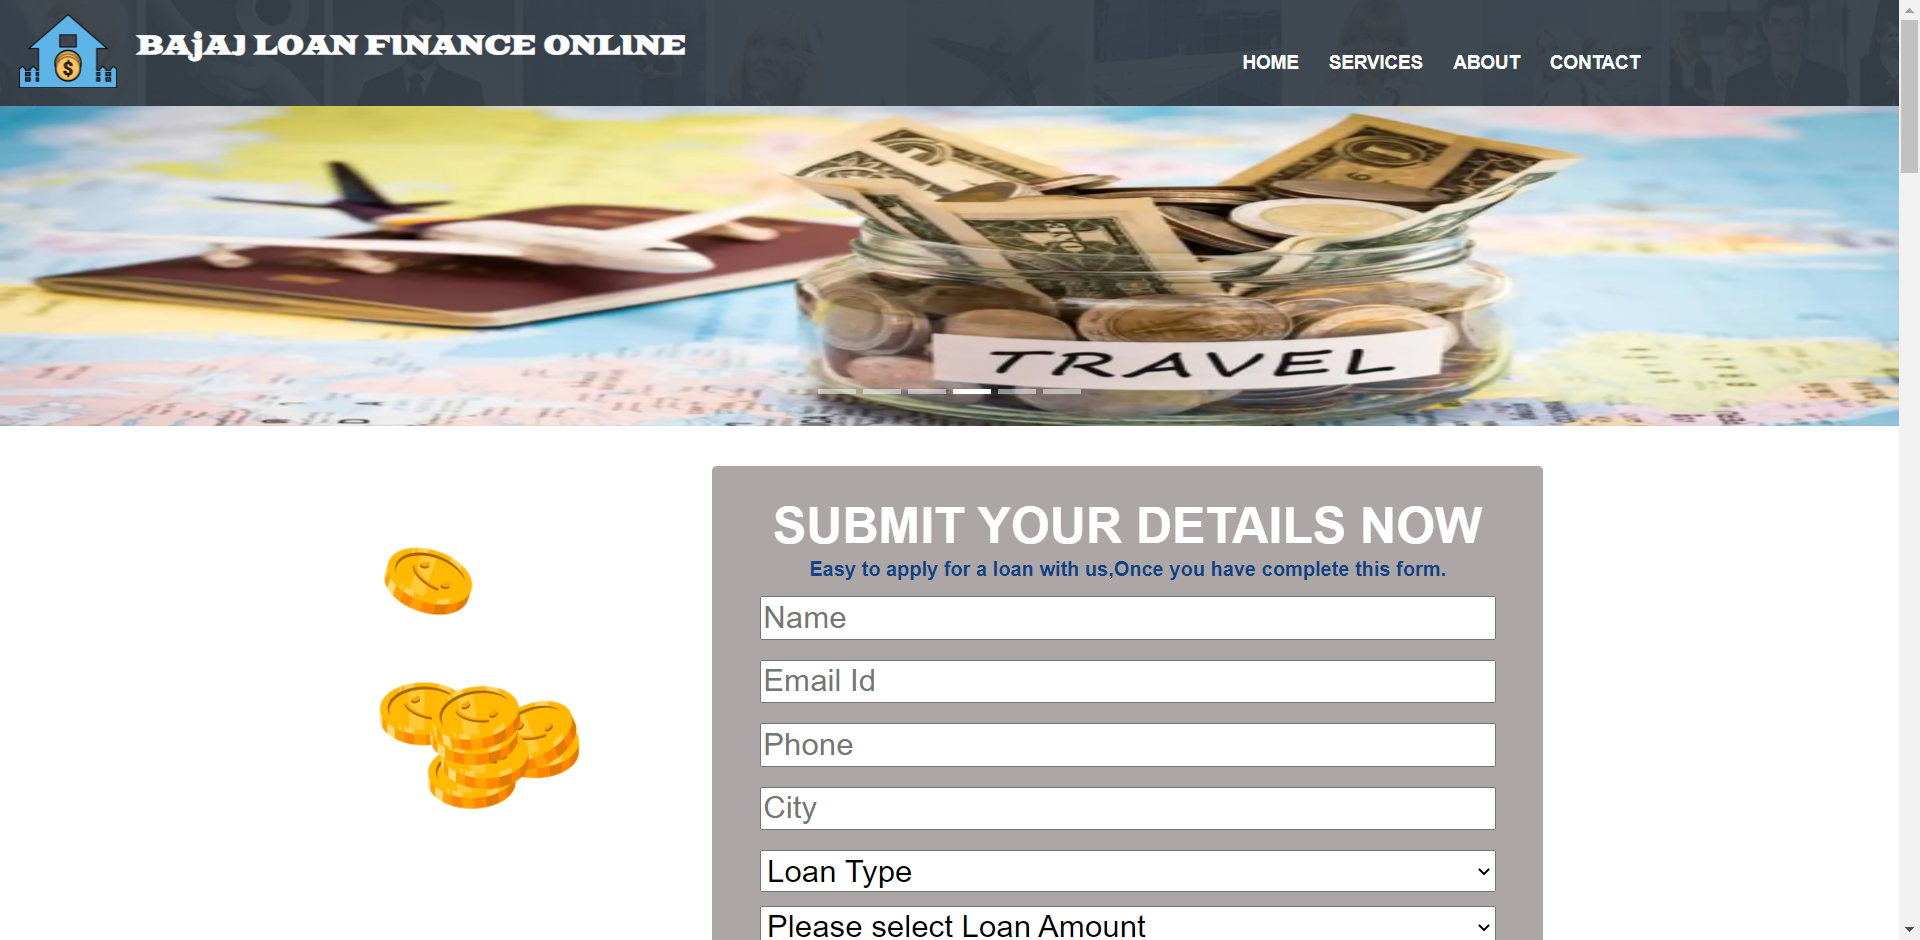 BAjAJ LOAN FINANCE ONLINE
HOME SERVICES ABOUT CONTACT
TRAVEL
SUBMIT YOUR DETAILS NOW
Easy to apply for a loan with us,Once you have complete this form.
Name
Email Id
Phone
City
Loan Type
Please select Loan Amount